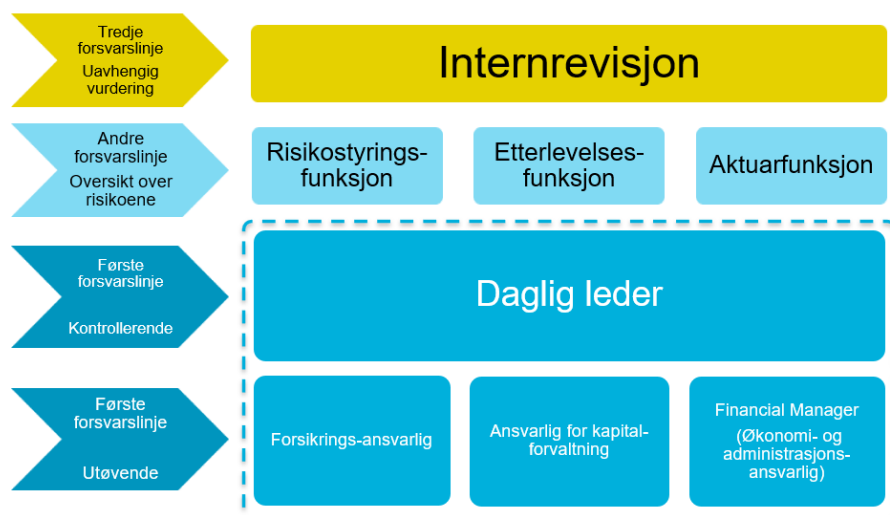 Tredje
forsvarslinje
Uavhengig
vurdering
Internrevisjon
Andre
forsvarslinje
Oversikt over
risikoene
Risikostyrings-
funksjon
Etterlevelses-
funksjon
Aktuarfunksjon
Første
forsvarslinje
Kontrollerende
Daglig leder
Første
forsvarslinje
Utøvende
Forsikrings-ansvarlig
Ansvarlig for kapital-
forvaltning
Financial Manager
(Økonomi- og
administrasjons-
ansvarlig)